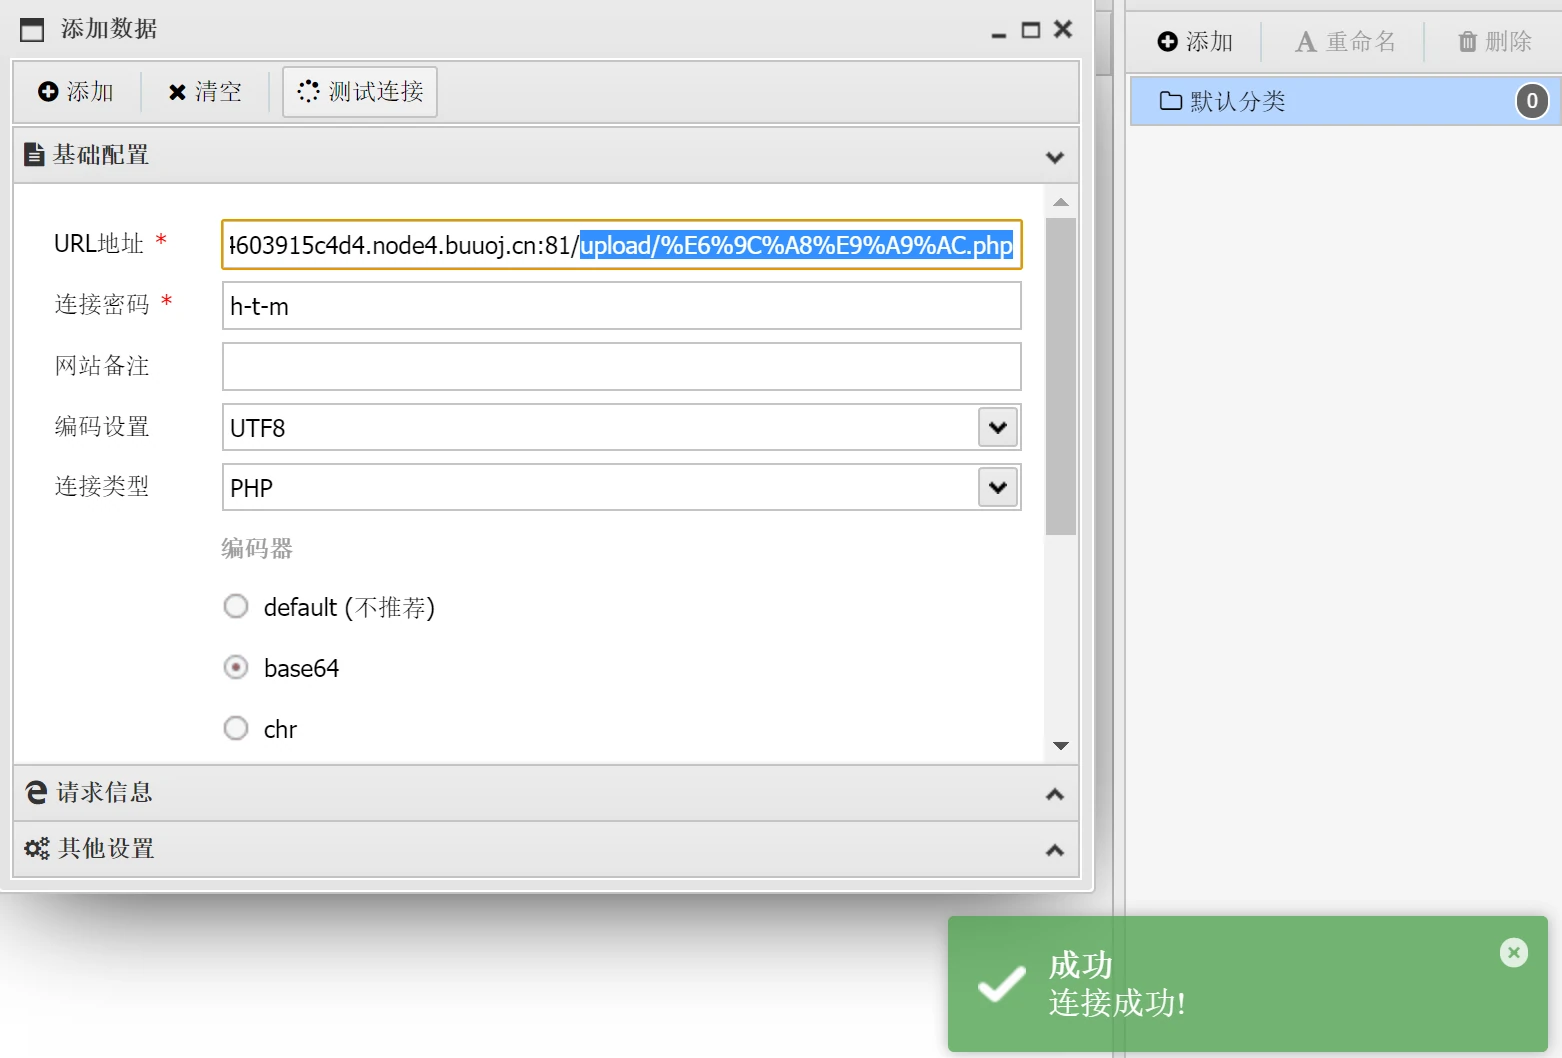 添加数据
添加
清空
测试连接
基础配置
URL地址 *
4603915c4d4.node4.buuoj.cn:81/upload/%E6%9C%A8%E9%A9%AC.php
连接密码 *
h-t-m
网站备注
编码设置
UTF8
连接类型
PHP
编码器
default (不推荐)
base64
chr
请求信息
其他设置
添加
重命名
删除
默认分类
0
成功
连接成功!